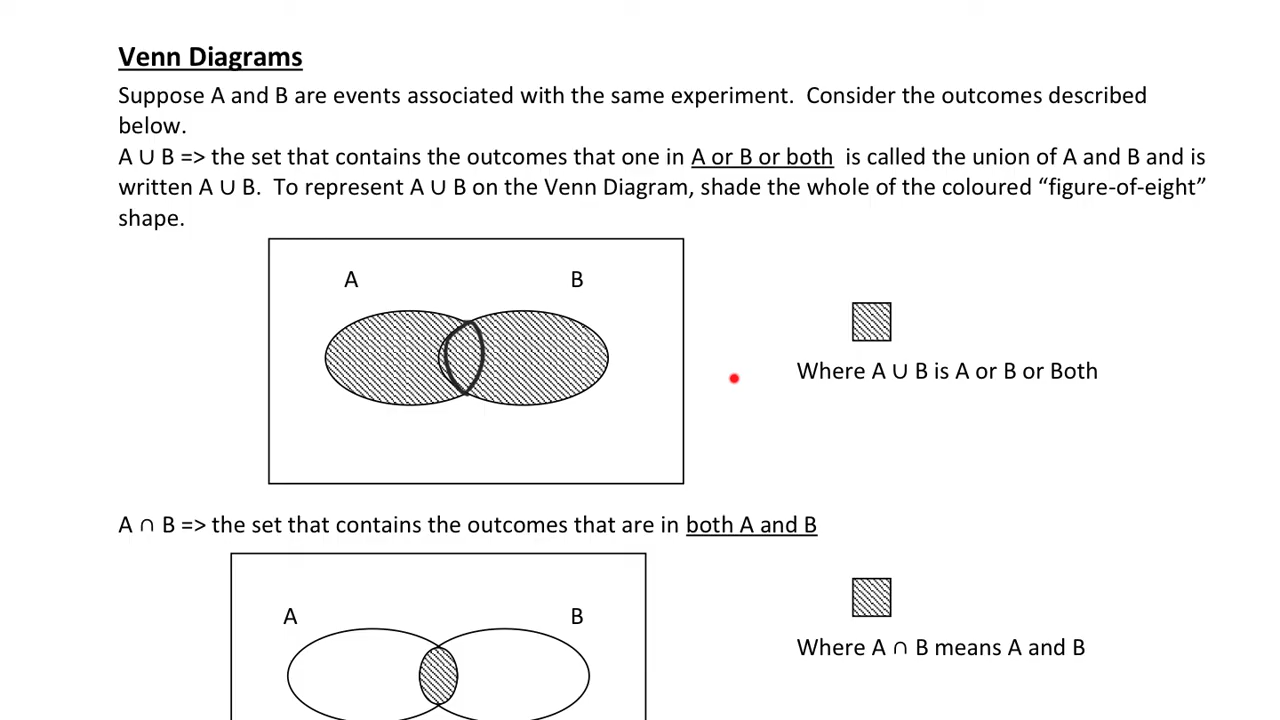 Venn Diagrams
Suppose A and B are events associated with the same experiment.  Consider the outcomes described
below.
A ∪ B => the set that contains the outcomes that one in A or B or both  is called the union of A and B and is
written A ∪ B.  To represent A ∪ B on the Venn Diagram, shade the whole of the coloured “figure-of-eight”
shape.
A B
Where A ∪ B is A or B or Both
A ∩ B => the set that contains the outcomes that are in both A and B
A B
Where A ∩ B means A and B